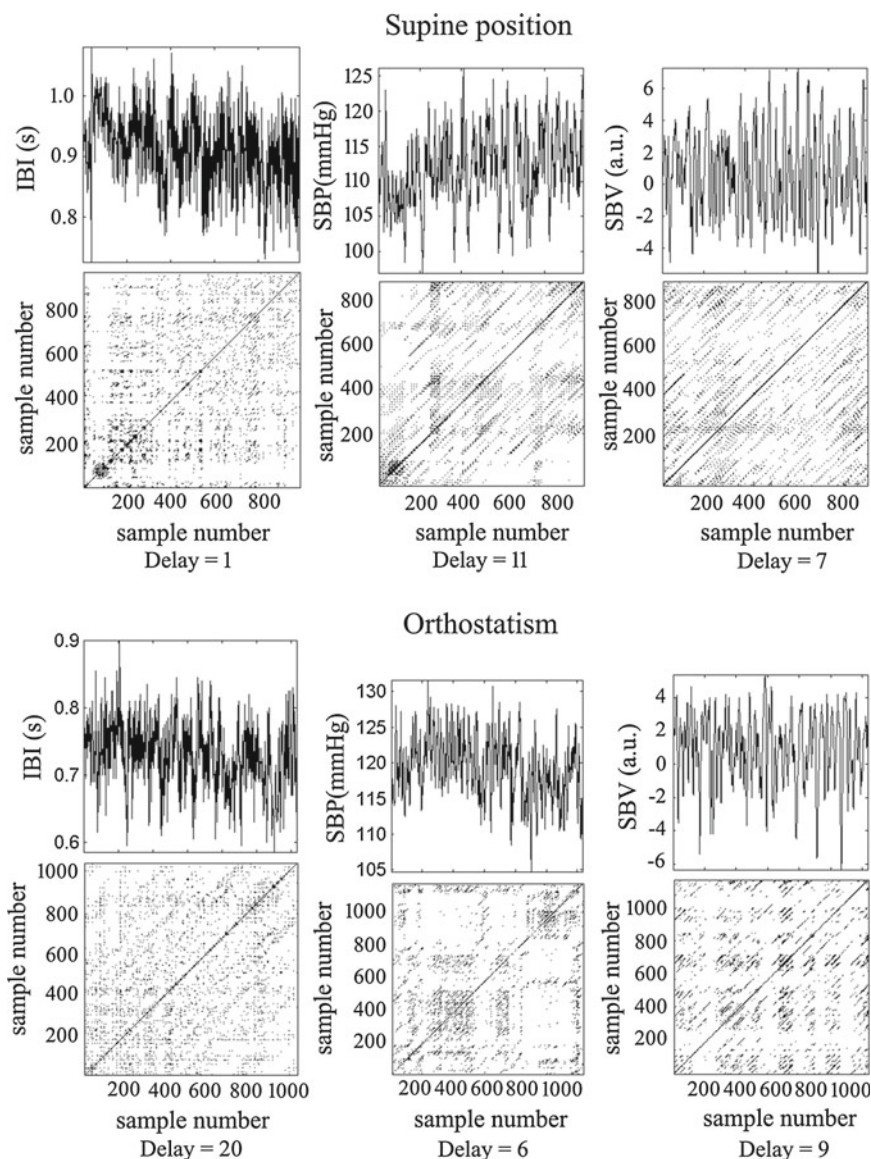 Supine position
IBI (s)
1.0
0.9
0.8
SBP(mmHg)
125
120
115
110
105
100
SBV (a.u.)
6
4
2
0
-2
-4
sample number
800
600
400
200
200 400 600 800
sample number
Delay = 1
sample number
800
600
400
200
200 400 600 800
sample number
Delay = 11
sample number
800
600
400
200
200 400 600 800
sample number
Delay = 7
Orthostatism
IBI (s)
0.9
0.8
0.7
0.6
SBP(mmHg)
130
125
120
115
110
105
SBV (a.u.)
4
2
0
-2
-4
-6
sample number
1000
800
600
400
200
200 400 600 800 1000
sample number
Delay = 20
sample number
1000
800
600
400
200
200 400 600 800 1000
sample number
Delay = 6
sample number
1000
800
600
400
200
200 400 600 800 1000
sample number
Delay = 9